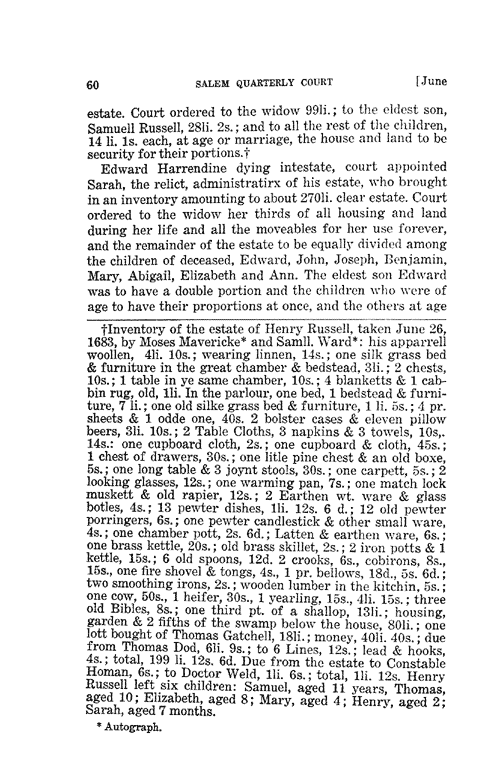 60 SALEM QUARTERLY COURT [June
estate. Court ordered to the widow 99li.; to the eldest son,
Samuell Russell, 28li. 2s.; and to all the rest of the children,
14 li. 1s. each, at age or marriage, the house and land to be
security for their portions.†
Edward Harrendine dying intestate, court appointed
Sarah, the relict, administratirx of his estate, who brought
in an inventory amounting to about 270li. clear estate. Court
ordered to the widow her thirds of all housing and land
during her life and all the moveables for her use forever,
and the remainder of the estate to be equally divided among
the children of deceased, Edward, John, Joseph, Benjamin,
Mary, Abigail, Elizabeth and Ann. The eldest son Edward
was to have a double portion and the children who were of
age to have their proportions at once, and the others at age
†Inventory of the estate of Henry Russell, taken June 26,
1683, by Moses Mavericke* and Samll. Ward*: his apparrell
woollen, 4li. 10s.; wearing linnen, 14s.; one silk grass bed
& furniture in the great chamber & bedstead, 3li.; 2 chests,
10s.; 1 table in ye same chamber, 10s.; 4 blanketts & 1 cab-
bin rug, old, 1li. In the parlour, one bed, 1 bedstead & furni-
ture, 7 li.; one old silke grass bed & furniture, 1 li. 5s.; 4 pr.
sheets & 1 odde one, 40s. 2 bolster cases & eleven pillow
beers, 3li. 10s.; 2 Table Cloths, 3 napkins & 3 towels, 10s,.
14s.: one cupboard cloth, 2s.; one cupboard & cloth, 45s.;
1 chest of drawers, 30s.; one litle pine chest & an old boxe,
5s.; one long table & 3 joynt stools, 30s.; one carpett, 5s.; 2
looking glasses, 12s.; one warming pan, 7s.; one match lock
muskett & old rapier, 12s.; 2 Earthen wt. ware & glass
botles, 4s.; 13 pewter dishes, 1li. 12s. 6 d.; 12 old pewter
porringers, 6s.; one pewter candlestick & other small ware,
4s.; one chamber pott, 2s. 6d.; Latten & earthen ware, 6s.;
one brass kettle, 20s.; old brass skillet, 2s.; 2 iron potts & 1
kettle, 15s.; 6 old spoons, 12d. 2 crooks, 6s., cobirons, 8s.,
15s., one fire shovel & tongs, 4s., 1 pr. bellows, 18d., 5s. 6d.;
two smoothing irons, 2s.; wooden lumber in the kitchin, 5s.;
one cow, 50s., 1 heifer, 30s., 1 yearling, 15s., 4li. 15s.; three
old Bibles, 8s.; one third pt. of a shallop, 13li.; housing,
garden & 2 fifths of the swamp below the house, 80li.; one
lott bought of Thomas Gatchell, 18li.; money, 40li. 40s.; due
from Thomas Dod, 6li. 9s.; to 6 Lines, 12s.; lead & hooks,
4s.; total, 199 li. 12s. 6d. Due from the estate to Constable
Homan, 6s.; to Doctor Weld, 1li. 6s.; total, 1li. 12s. Henry
Russell left six children: Samuel, aged 11 years, Thomas,
aged 10; Elizabeth, aged 8; Mary, aged 4; Henry, aged 2;
Sarah, aged 7 months.
* Autograph.